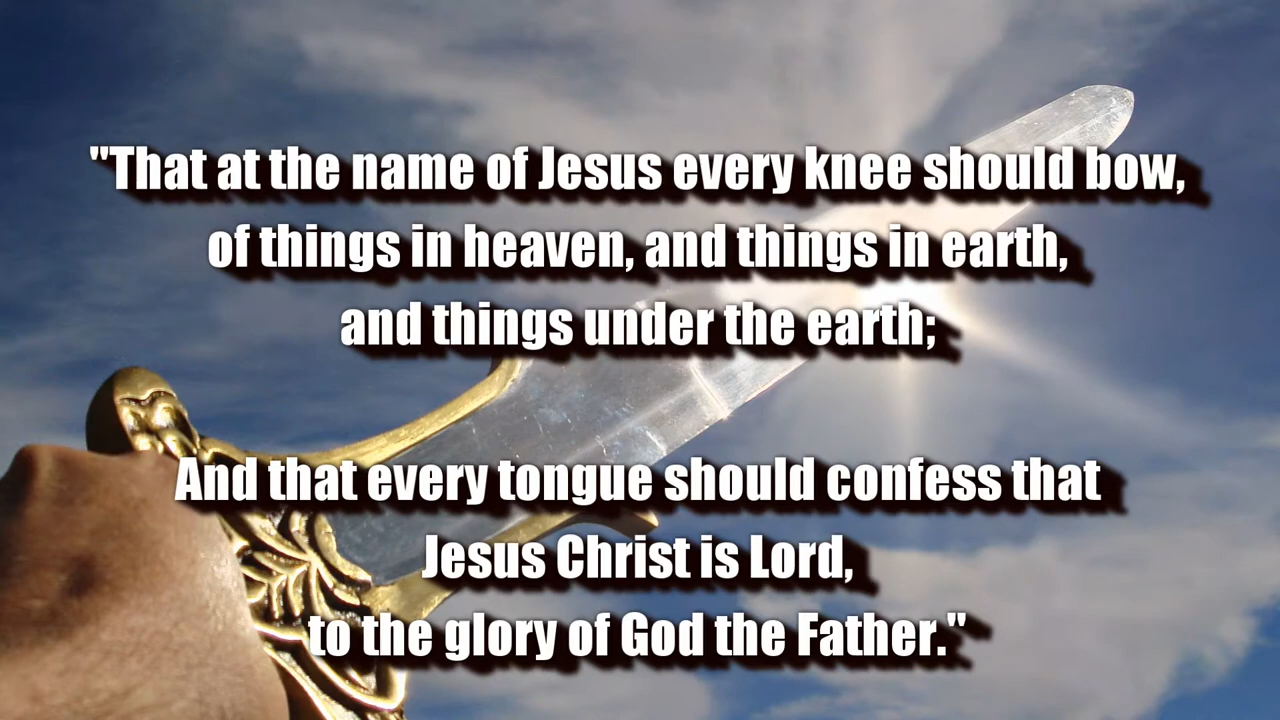 "That at the name of Jesus every knee should bow,
of things in heaven, and things in earth,
and things under the earth;
And that every tongue should confess that
Jesus Christ is Lord,
to the glory of God the Father."